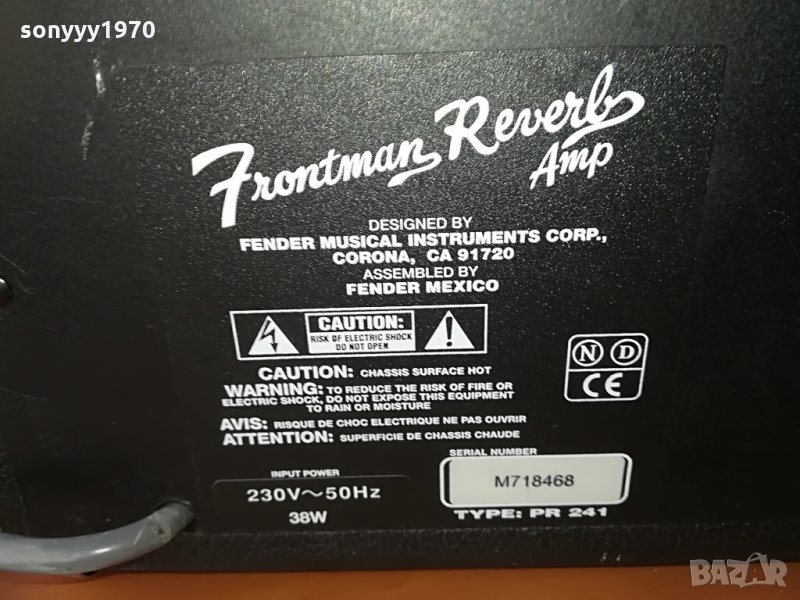 sonyyy1970
Frontman Reverb
Amp
DESIGNED BY
FENDER MUSICAL INSTRUMENTS CORP.,
CORONA, CA 91720
ASSEMBLED BY
FENDER MEXICO
CAUTION:
RISK OF ELECTRIC SHOCK
DO NOT OPEN
N D
CE
CAUTION: CHASSIS SURFACE HOT
WARNING: TO REDUCE THE RISK OF FIRE OR
ELECTRIC SHOCK, DO NOT EXPOSE THIS EQUIPMENT
TO RAIN OR MOISTURE
AVIS: RISQUE DE CHOC ELECTRIQUE NE PAS OUVRIR
ATTENTION: SUPERFICIE DE CHASSIS CHAUDE
INPUT POWER
230V~50Hz
38W
SERIAL NUMBER
M718468
TYPE: PR 241
BAZAR